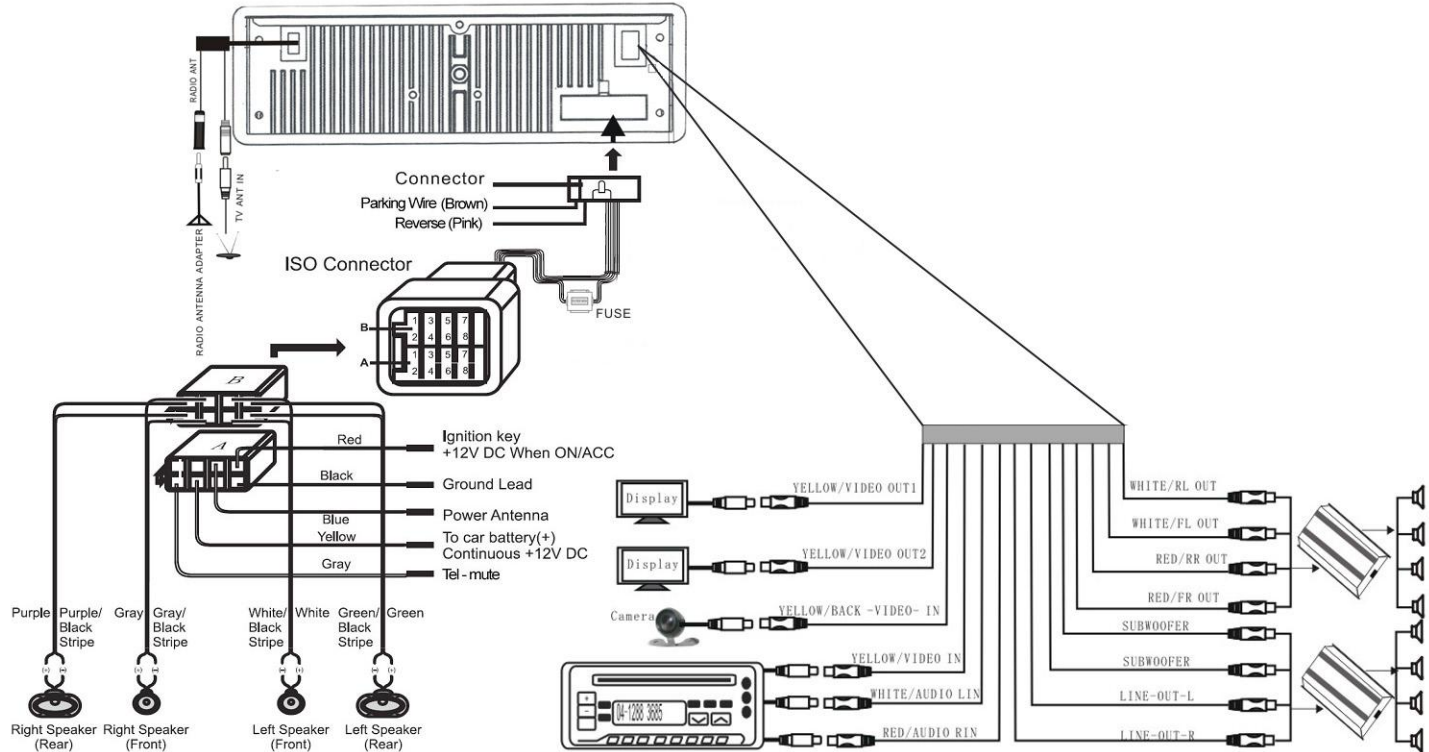 RADIO ANT
TV ANT IN
RADIO ANTENNA ADAPTER
Connector
Parking Wire (Brown)
Reverse (Pink)
ISO Connector
FUSE
B
1 3 5 7
2 4 6 8
A
1 3 5 7
2 4 6 8
B
A
Red
Ignition key
+12V DC When ON/ACC
Black
Ground Lead
Blue
Power Antenna
Yellow
To car battery(+)
Continuous +12V DC
Gray
Tel - mute
Purple
Purple/
Black
Stripe
Gray
Gray/
Black
Stripe
White/
Black
Stripe
White
Green/
Black
Stripe
Green
Right Speaker
(Rear)
Right Speaker
(Front)
Left Speaker
(Front)
Left Speaker
(Rear)
Display
YELLOW/VIDEO OUT1
Display
YELLOW/VIDEO OUT2
Camera
YELLOW/BACK -VIDEO- IN
YELLOW/VIDEO IN
WHITE/AUDIO LIN
RED/AUDIO RIN
04-1288 3685
WHITE/RL OUT
WHITE/FL OUT
RED/RR OUT
RED/FR OUT
SUBWOOFER
SUBWOOFER
LINE-OUT-L
LINE-OUT-R